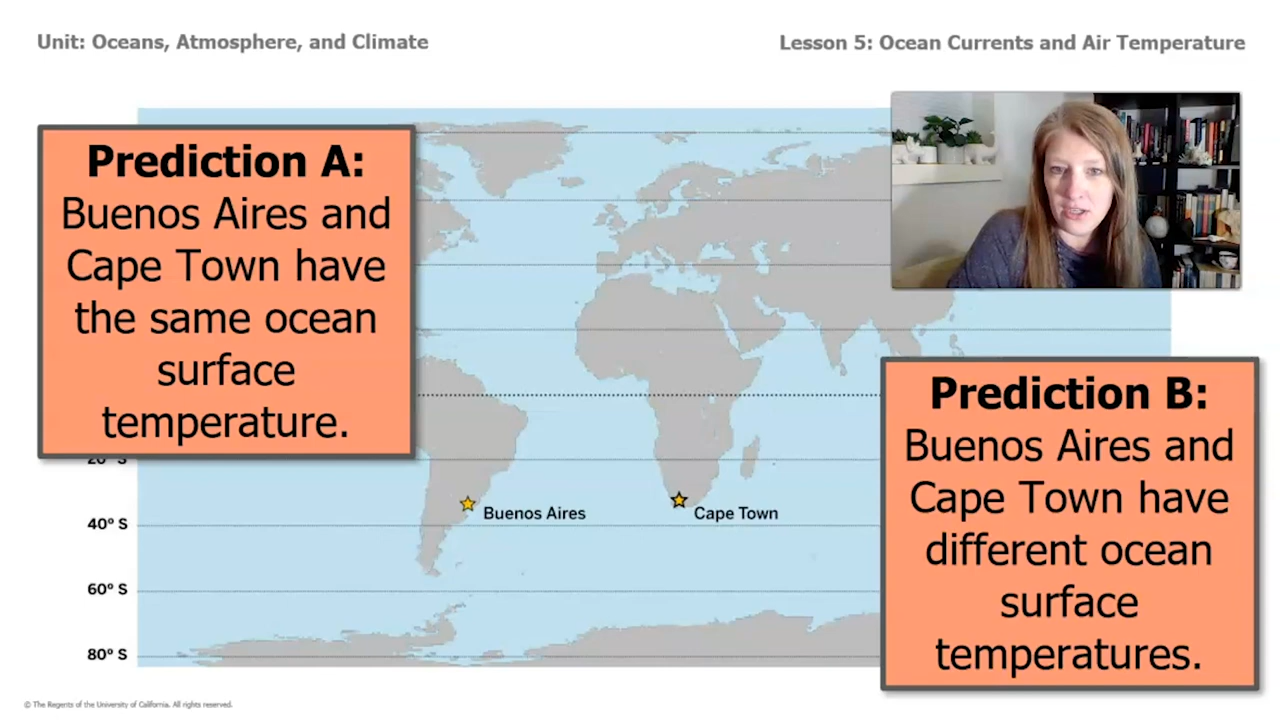 Unit: Oceans, Atmosphere, and Climate
Lesson 5: Ocean Currents and Air Temperature
Prediction A:
Buenos Aires and
Cape Town have
the same ocean
surface
temperature.
Prediction B:
Buenos Aires and
Cape Town have
different ocean
surface
temperatures.
20° S
Buenos Aires
Cape Town
40° S
60° S
80° S
© The Regents of the University of California. All rights reserved.